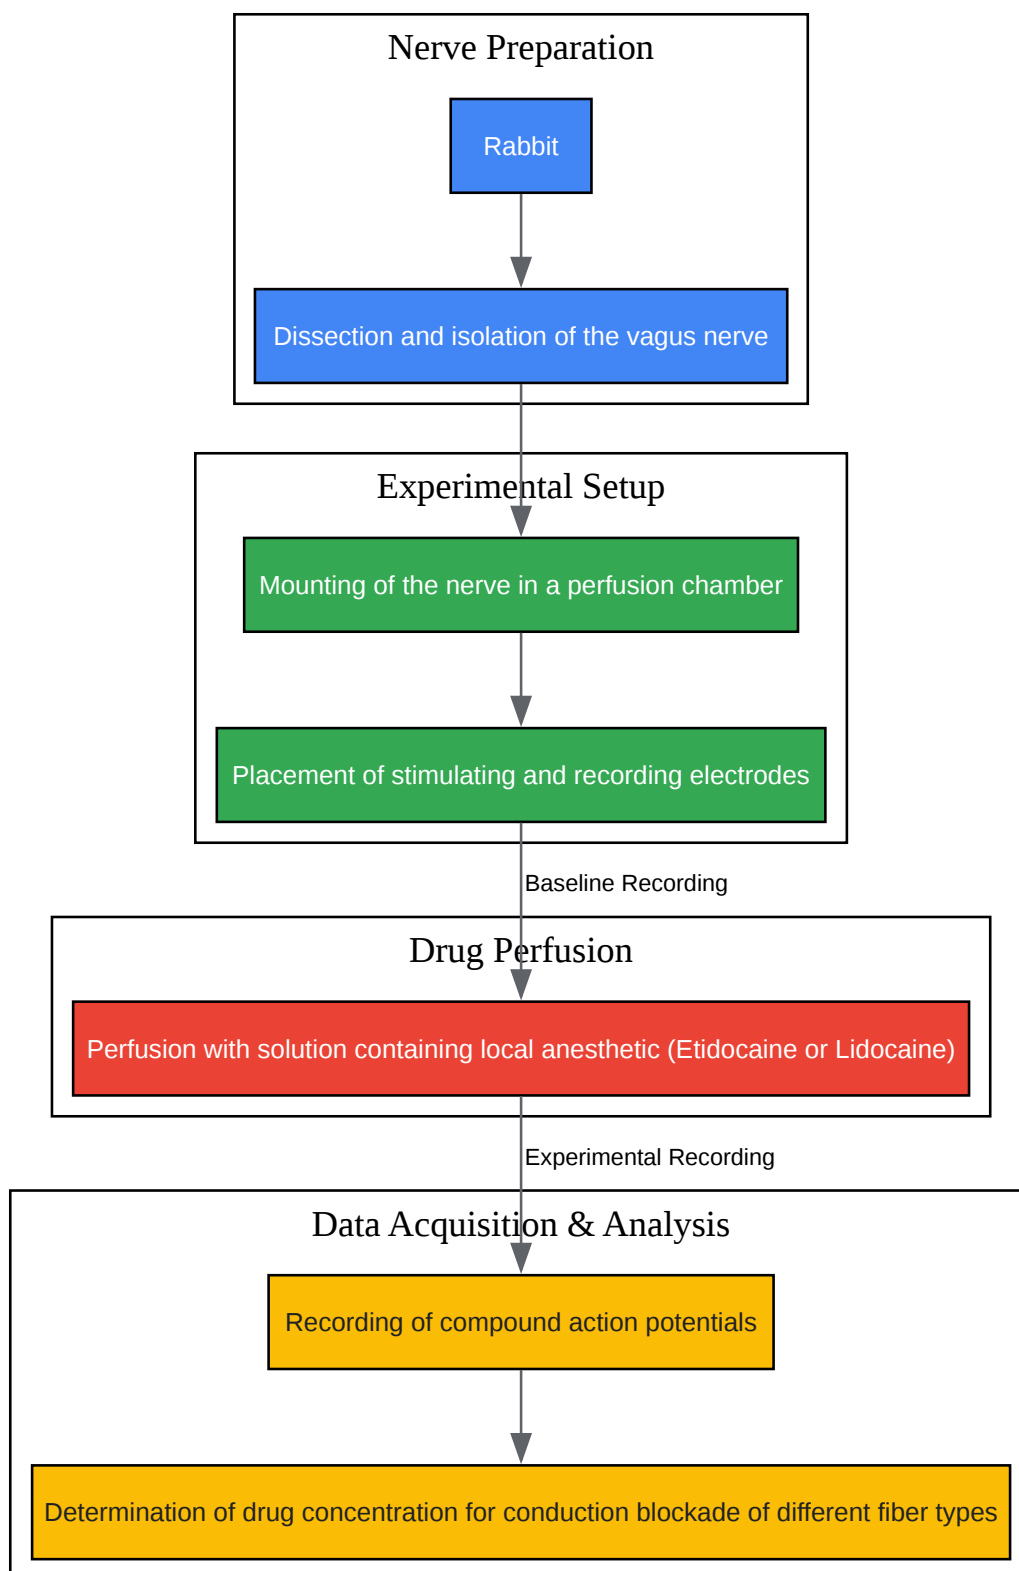 Nerve Preparation
Rabbit
Dissection and isolation of the vagus nerve
Experimental Setup
Mounting of the nerve in a perfusion chamber
Placement of stimulating and recording electrodes
Baseline Recording
Drug Perfusion
Perfusion with solution containing local anesthetic (Etidocaine or Lidocaine)
Experimental Recording
Data Acquisition & Analysis
Recording of compound action potentials
Determination of drug concentration for conduction blockade of different fiber types